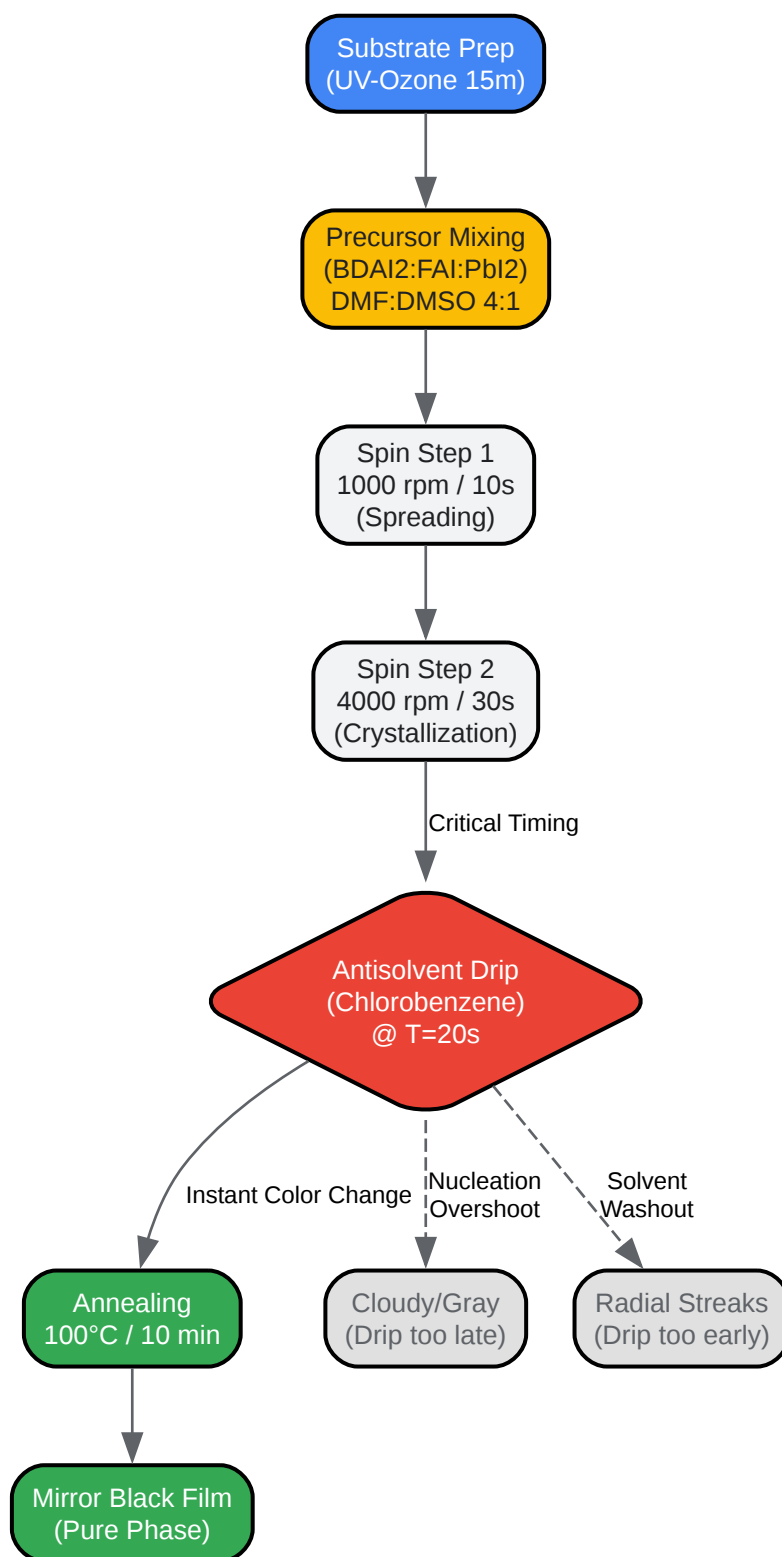 Substrate Prep
(UV-Ozone 15m)
Precursor Mixing
(BDAI2:FAI:PbI2)
DMF:DMSO 4:1
Spin Step 1
1000 rpm / 10s
(Spreading)
Spin Step 2
4000 rpm / 30s
(Crystallization)
Critical Timing
Antisolvent Drip
(Chlorobenzene)
@ T=20s
Instant Color Change
Nucleation
Overshoot
Solvent
Washout
Annealing
100°C / 10 min
Cloudy/Gray
(Drip too late)
Radial Streaks
(Drip too early)
Mirror Black Film
(Pure Phase)